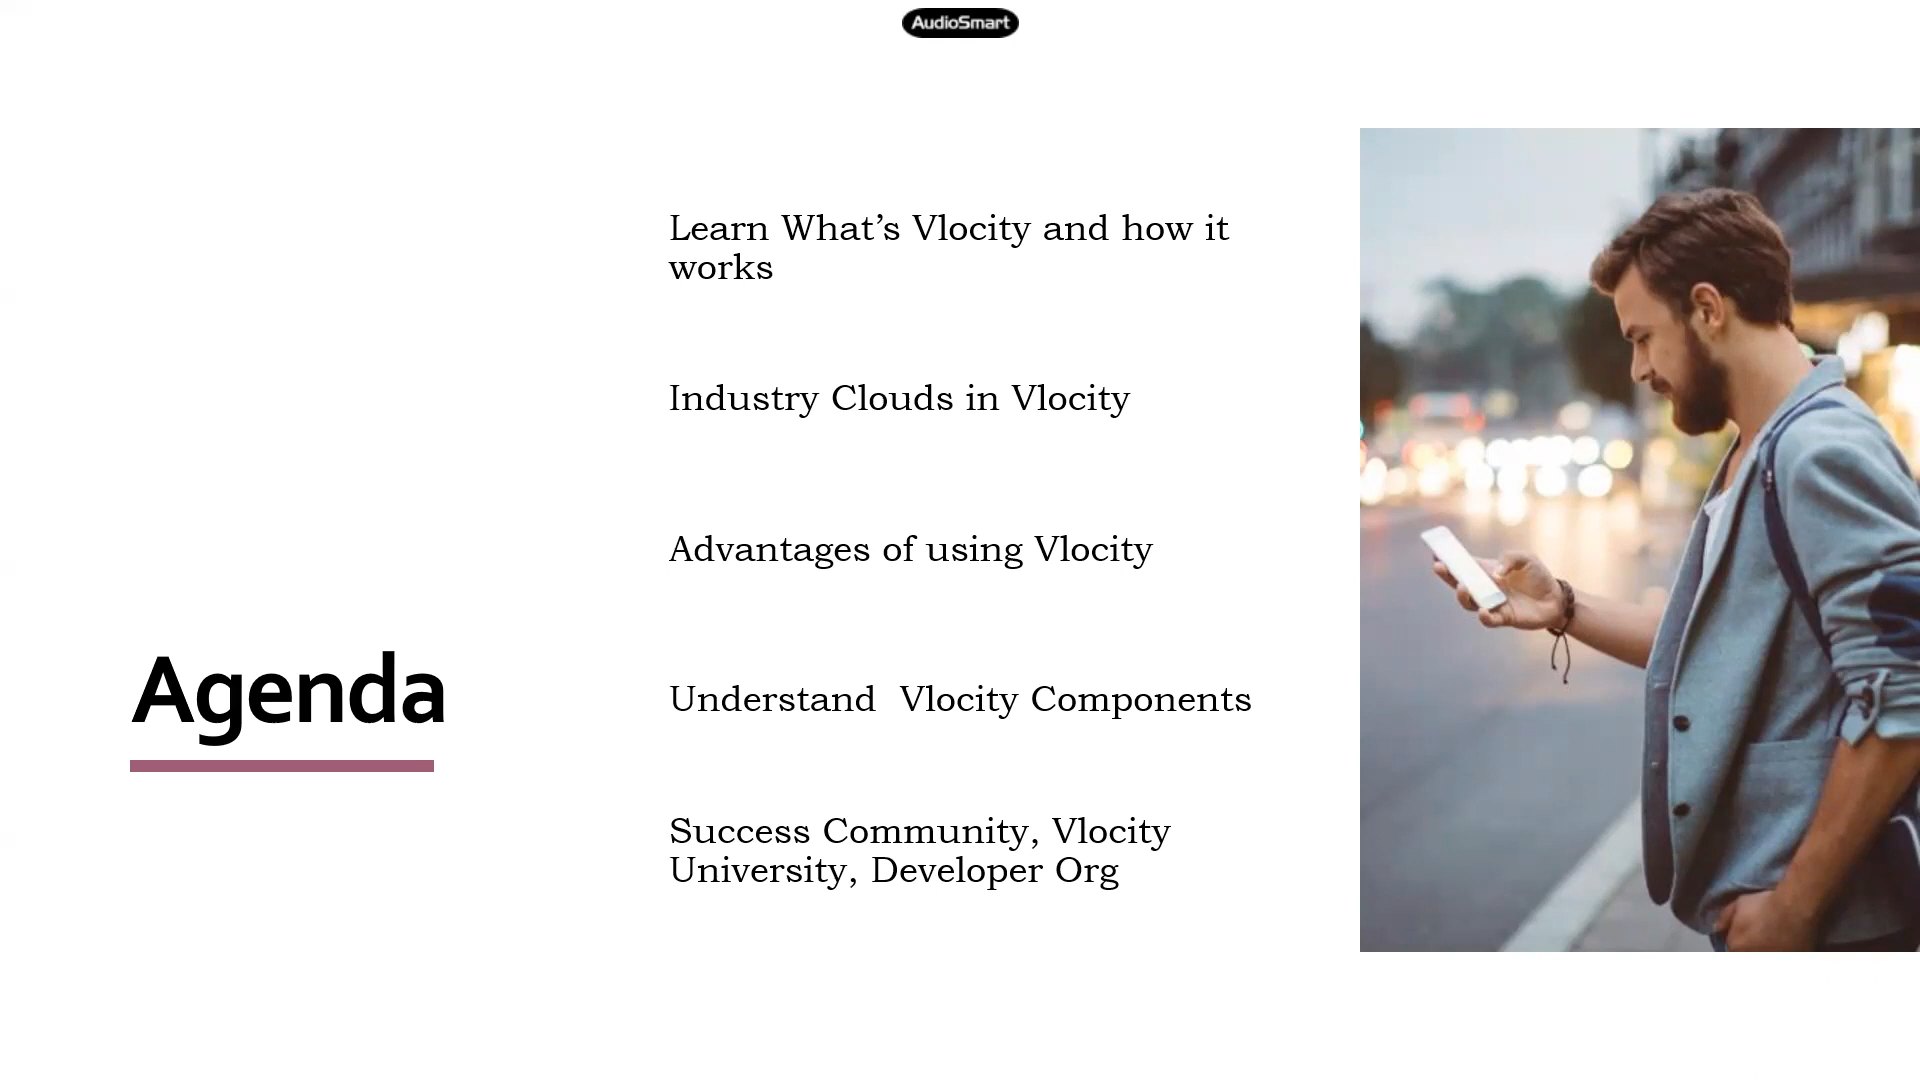 AudioSmart
Learn What’s Vlocity and how it
works
Industry Clouds in Vlocity
Advantages of using Vlocity
Agenda
Understand  Vlocity Components
Success Community, Vlocity
University, Developer Org